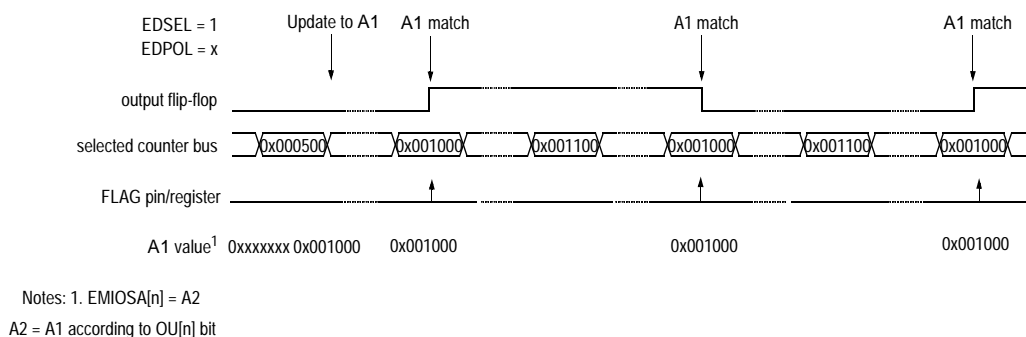 EDSEL = 1
EDPOL = x
Update to A1
A1 match
A1 match
A1 match
output flip-flop
selected counter bus
0x000500
0x001000
0x001100
0x001000
0x001100
0x001000
FLAG pin/register
A1 value1 0xxxxxxx 0x001000 0x001000 0x001000 0x001000
Notes: 1. EMIOSA[n] = A2
A2 = A1 according to OU[n] bit